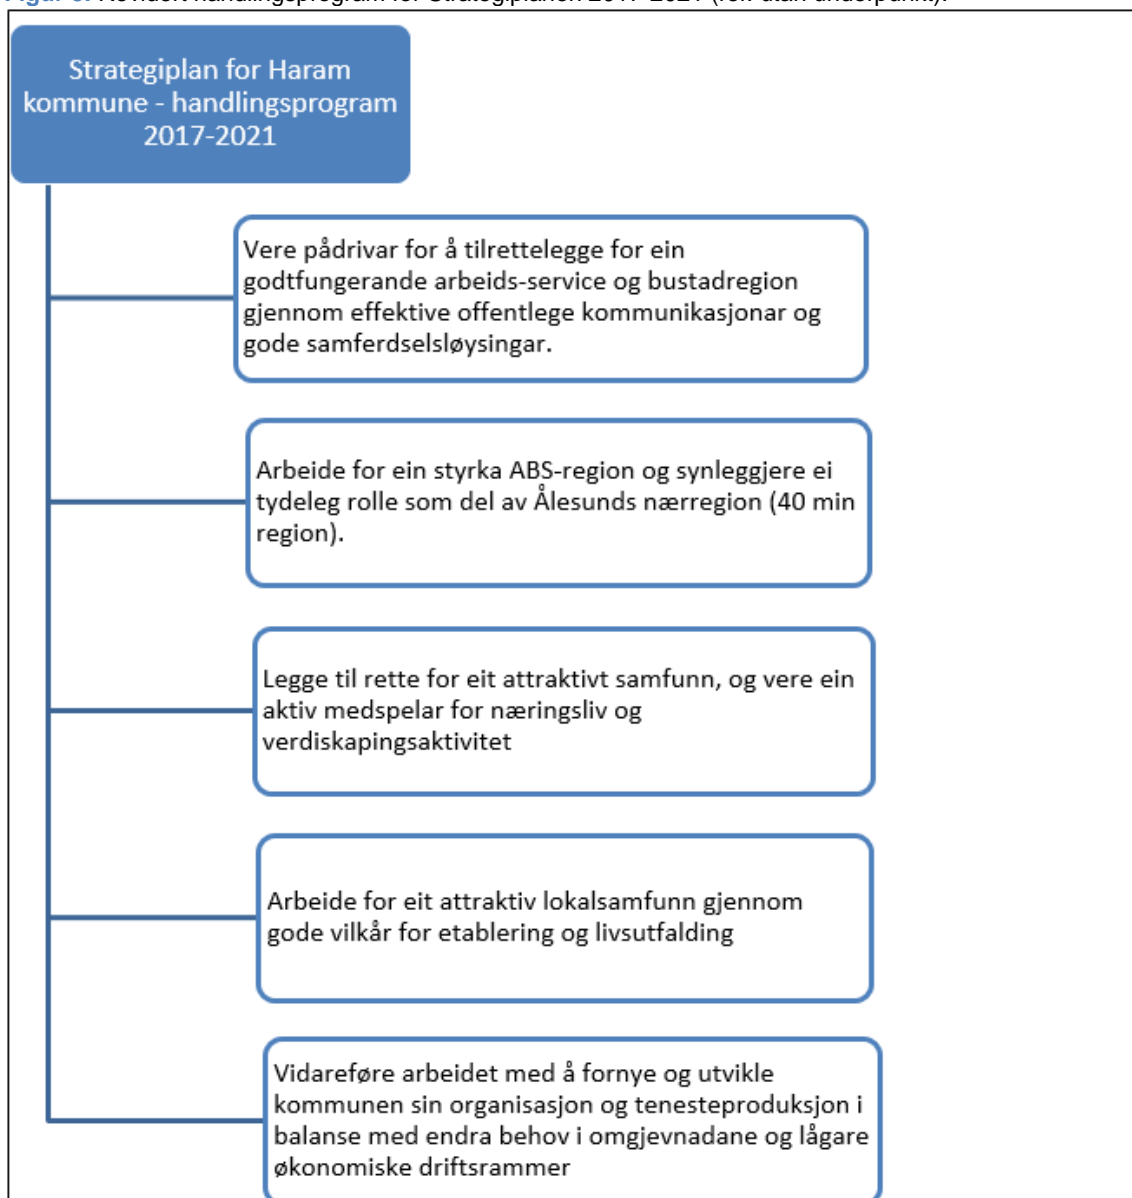 Strategiplan for Haram
kommune - handlingsprogram
2017-2021
Vere pådrivar for å tilrettelegge for ein
godtfungerande arbeids-service og bustadregion
gjennom effektive offentlege kommunikasjonar og
gode samferdselsløysingar.
Arbeide for ein styrka ABS-region og synleggjere ei
tydeleg rolle som del av Ålesunds nærregion (40 min
region).
Legge til rette for eit attraktivt samfunn, og vere ein
aktiv medspelar for næringsliv og
verdiskapingsaktivitet
Arbeide for eit attraktiv lokalsamfunn gjennom
gode vilkår for etablering og livsutfalding
Vidareføre arbeidet med å fornye og utvikle
kommunen sin organisasjon og tenesteproduksjon i
balanse med endra behov i omgjevnadane og lågare
økonomiske driftsrammer